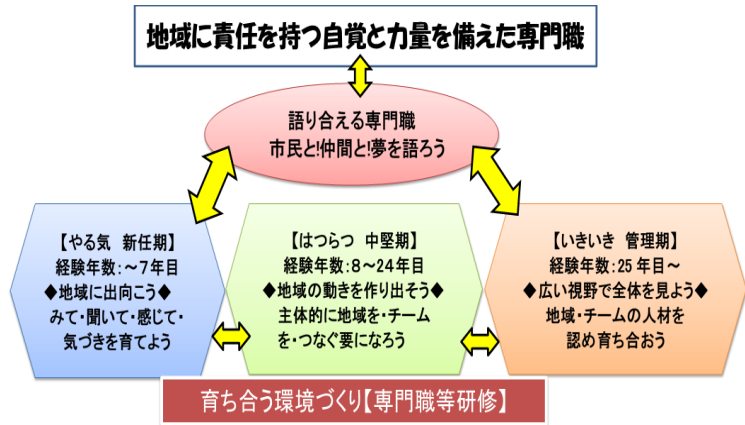 地域に責任を持つ自覚と力量を備えた専門職
語り合える専門職
市民と!仲間と!夢を語ろう
【やる気 新任期】
経験年数:~7年目
◆地域に出向こう◆
みて・聞いて・感じて・
気づきを育てよう
【はつらつ 中堅期】
経験年数:8~24年目
◆地域の動きを作り出そう◆
主体的に地域を・チーム
を・つなぐ要になろう
【いきいき 管理期】
経験年数:25年目~
◆広い視野で全体を見よう◆
地域・チームの人材を
認め育ち合おう
育ち合う環境づくり【専門職等研修】